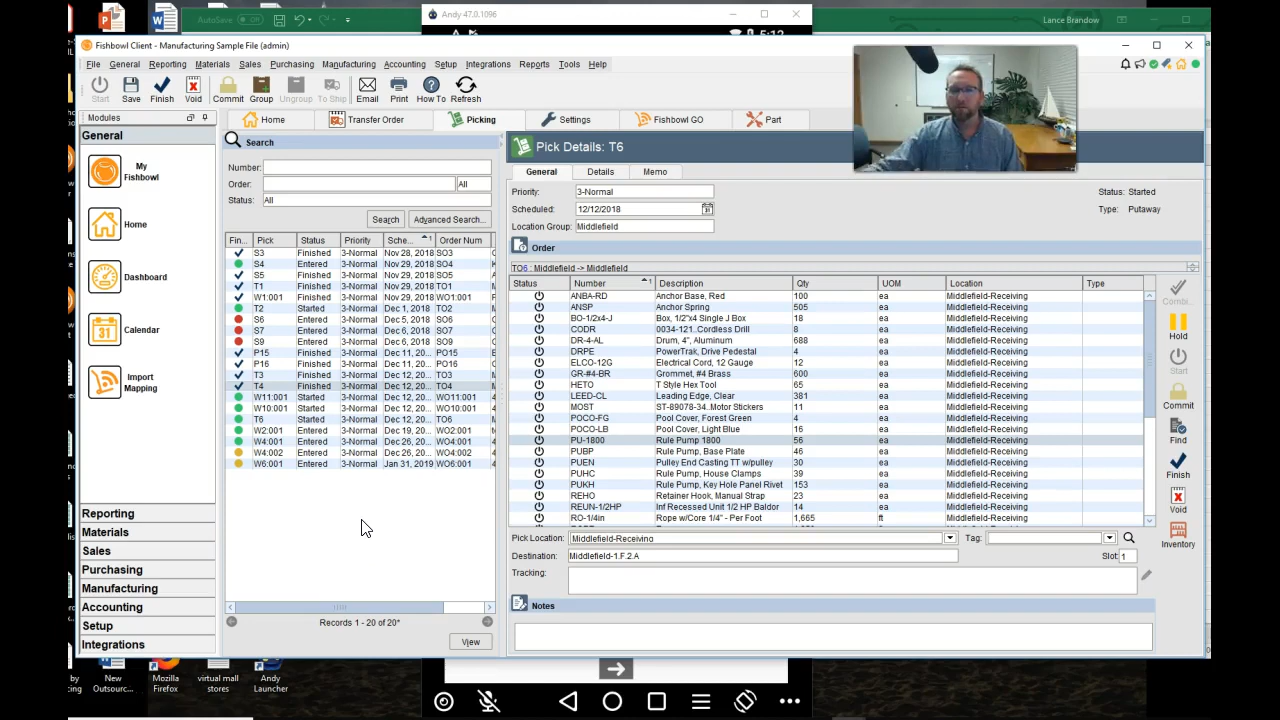 Andy 47.0.1096
AutoSave Off
Lance Brandow
5:12
Fishbowl Client - Manufacturing Sample File (admin)
File General Reporting Materials Sales Purchasing Manufacturing Accounting Setup Integrations Reports Tools Help
Start Save Finish Void Commit Group Ungroup To Ship Email Print How To Refresh
Modules
Home Transfer Order Picking Settings Fishbowl GO Part
General
My Fishbowl
Home
Dashboard
Calendar
Import Mapping
Reporting
Materials
Sales
Purchasing
Manufacturing
Accounting
Setup
Integrations
Search
Number:
Order: All
Status: All
Search Advanced Search...
Fin... Pick Status Priority Sche... 1 Order Num
S3 Finished 3-Normal Nov 28, 2018 SO3
S4 Entered 3-Normal Nov 29, 2018 SO4
S5 Finished 3-Normal Nov 29, 2018 SO5
T1 Finished 3-Normal Nov 29, 2018 TO1
W1:001 Finished 3-Normal Nov 29, 2018 WO1:001
T2 Started 3-Normal Dec 1, 2018 TO2
S6 Entered 3-Normal Dec 5, 2018 SO6
S7 Entered 3-Normal Dec 6, 2018 SO7
S9 Entered 3-Normal Dec 6, 2018 SO9
P15 Finished 3-Normal Dec 11, 20... PO15
P16 Finished 3-Normal Dec 12, 20... PO16
T3 Finished 3-Normal Dec 12, 20... TO3
T4 Finished 3-Normal Dec 12, 20... TO4
W11:001 Started 3-Normal Dec 12, 20... WO11:001
W10:001 Started 3-Normal Dec 12, 20... WO10:001
T6 Started 3-Normal Dec 12, 20... TO6
W2:001 Entered 3-Normal Dec 19, 20... WO2:001
W4:001 Entered 3-Normal Dec 26, 20... WO4:001
W4:002 Entered 3-Normal Dec 26, 20... WO4:002
W6:001 Entered 3-Normal Jan 31, 2019 WO6:001
Records 1 - 20 of 20*
View
Pick Details: T6
General Details Memo
Priority: 3-Normal
Scheduled: 12/12/2018
Location Group: Middlefield
Status: Started
Type: Putaway
Order
TO6 : Middlefield -> Middlefield
Status Number 1 Description Qty UOM Location Type
ANBA-RD Anchor Base, Red 100 ea Middlefield-Receiving
ANSP Anchor Spring 505 ea Middlefield-Receiving
BO-1/2x4-J Box, 1/2"x4 Single J Box 18 ea Middlefield-Receiving
CODR 0034-121..Cordless Drill 8 ea Middlefield-Receiving
DR-4-AL Drum, 4", Aluminum 688 ea Middlefield-Receiving
DRPE PowerTrak, Drive Pedestal 4 ea Middlefield-Receiving
ELCO-12G Electrical Cord, 12 Gauge 12 ea Middlefield-Receiving
GR-#4-BR Grommet, #4 Brass 600 ea Middlefield-Receiving
HETO T Style Hex Tool 65 ea Middlefield-Receiving
LEED-CL Leading Edge, Clear 381 ea Middlefield-Receiving
MOST ST-89078-34..Motor Stickers 11 ea Middlefield-Receiving
POCO-FG Pool Cover, Forest Green 4 ea Middlefield-Receiving
POCO-LB Pool Cover, Light Blue 16 ea Middlefield-Receiving
PU-1800 Rule Pump 1800 56 ea Middlefield-Receiving
PUBP Rule Pump, Base Plate 46 ea Middlefield-Receiving
PUEN Pulley End Casting TT w/pulley 30 ea Middlefield-Receiving
PUHC Rule Pump, House Clamps 39 ea Middlefield-Receiving
PUKH Rule Pump, Key Hole Panel Rivet 153 ea Middlefield-Receiving
REHO Retainer Hook, Manual Strap 23 ea Middlefield-Receiving
REUN-1/2HP Inf Recessed Unit 1/2 HP Baldor 14 ea Middlefield-Receiving
RO-1/4in Rope w/Core 1/4" - Per Foot 1,665 ft Middlefield-Receiving
Pick Location: Middlefield-Receiving Tag:
Destination: Middlefield-1.F.2.A Slot: 1
Tracking:
Notes
Combi...
Hold
Start
Commit
Find
Finish
Void
Inventory
New Outsourc...
Mozilla Firefox
virtual mall stores
Andy Launcher